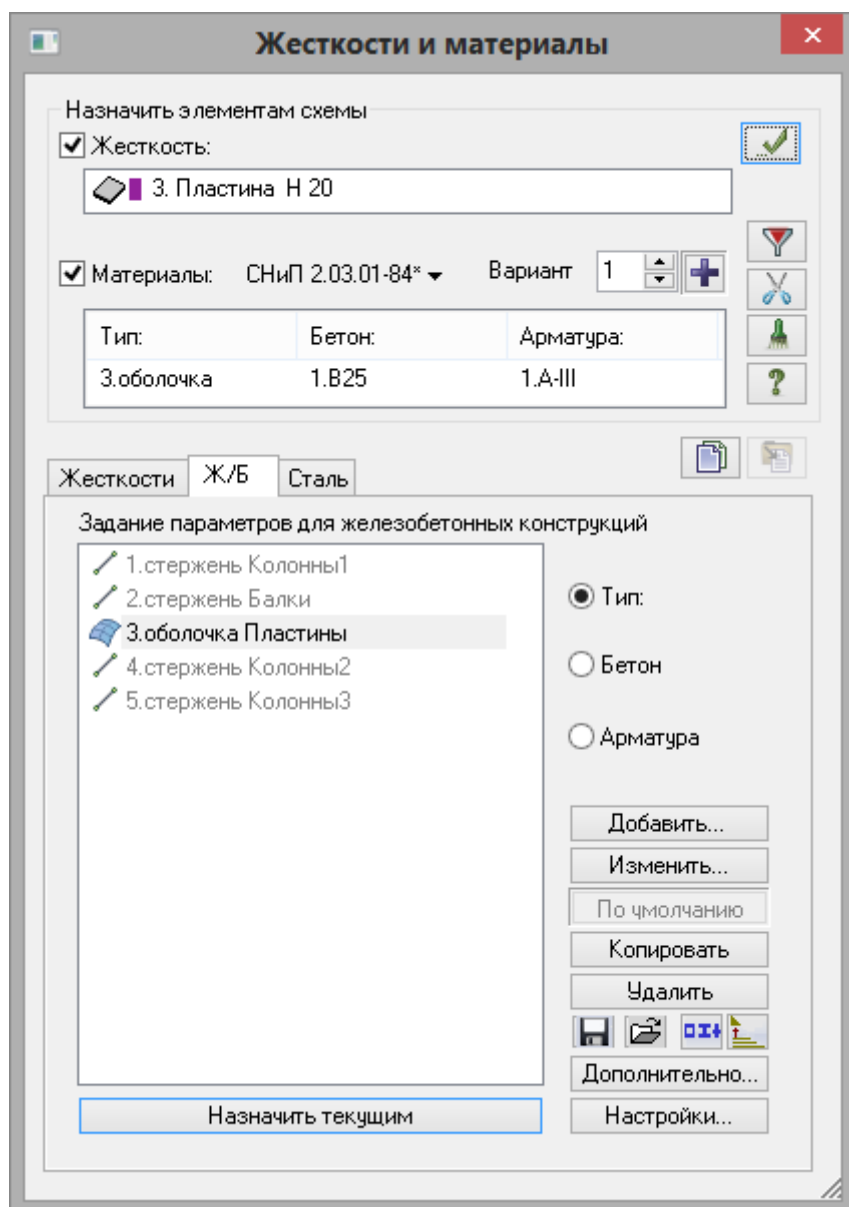 Жесткости и материалы
Назначить элементам схемы
Жесткость:
3. Пластина H 20
Материалы: СНиП 2.03.01-84* Вариант 1
Тип: Бетон: Арматура:
3.оболочка 1.B25 1.A-III
Жесткости Ж/Б Сталь
Задание параметров для железобетонных конструкций
1.стержень Колонны1
2.стержень Балки
3.оболочка Пластины
4.стержень Колонны2
5.стержень Колонны3
Тип:
Бетон
Арматура
Добавить...
Изменить...
По умолчанию
Копировать
Удалить
Дополнительно...
Назначить текущим
Настройки...